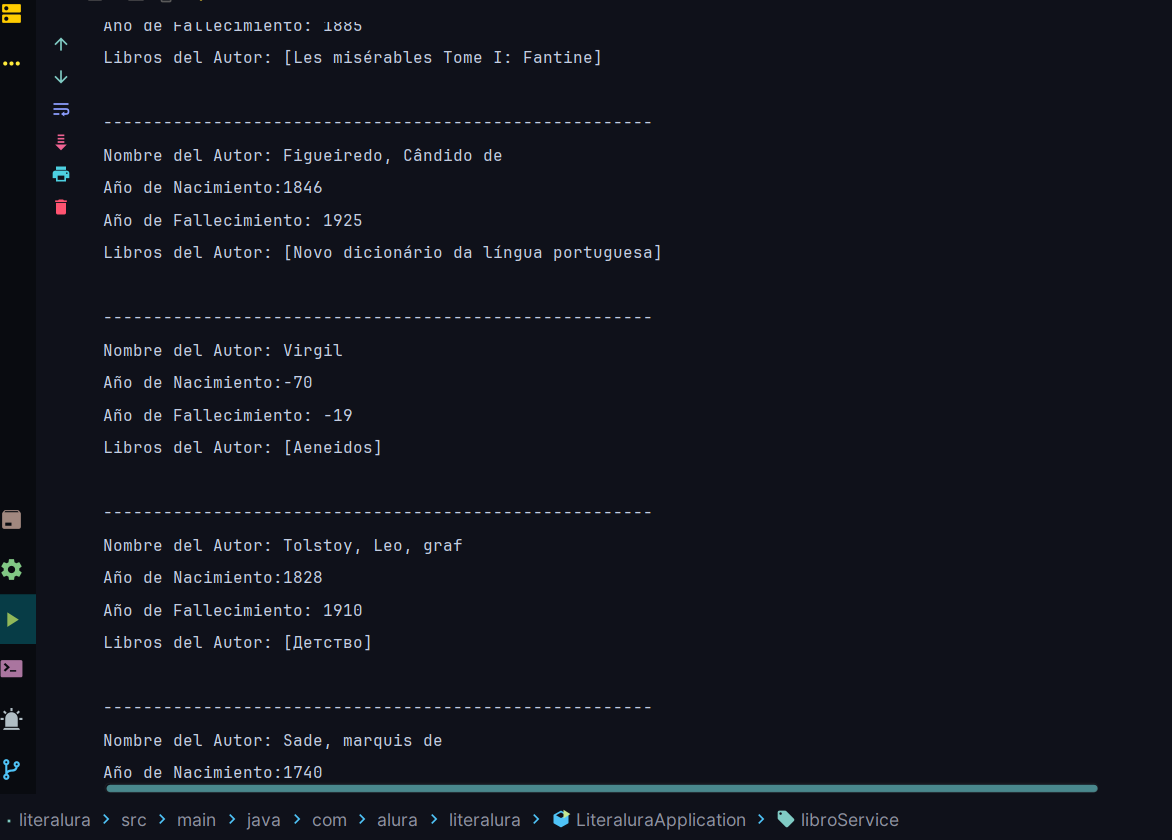 Año de Fallecimiento: 1885
Libros del Autor: [Les misérables Tome I: Fantine]
-------------------------------------------------------
Nombre del Autor: Figueiredo, Cândido de
Año de Nacimiento:1846
Año de Fallecimiento: 1925
Libros del Autor: [Novo dicionário da língua portuguesa]
-------------------------------------------------------
Nombre del Autor: Virgil
Año de Nacimiento:-70
Año de Fallecimiento: -19
Libros del Autor: [Aeneidos]
-------------------------------------------------------
Nombre del Autor: Tolstoy, Leo, graf
Año de Nacimiento:1828
Año de Fallecimiento: 1910
Libros del Autor: [Детство]
-------------------------------------------------------
Nombre del Autor: Sade, marquis de
Año de Nacimiento:1740
literalura > src > main > java > com > alura > literalura > LiteraluraApplication > libroService